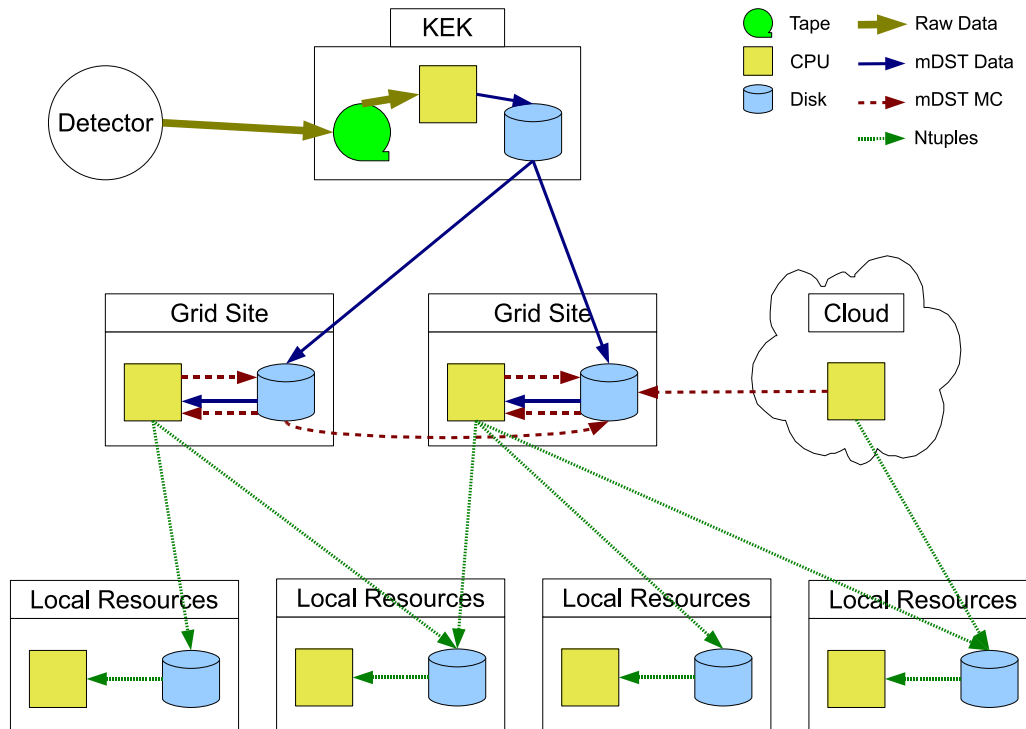 KEK
Tape
Raw Data
CPU
mDST Data
Disk
mDST MC
Ntuples
Detector
Grid Site
Grid Site
Cloud
Local Resources
Local Resources
Local Resources
Local Resources